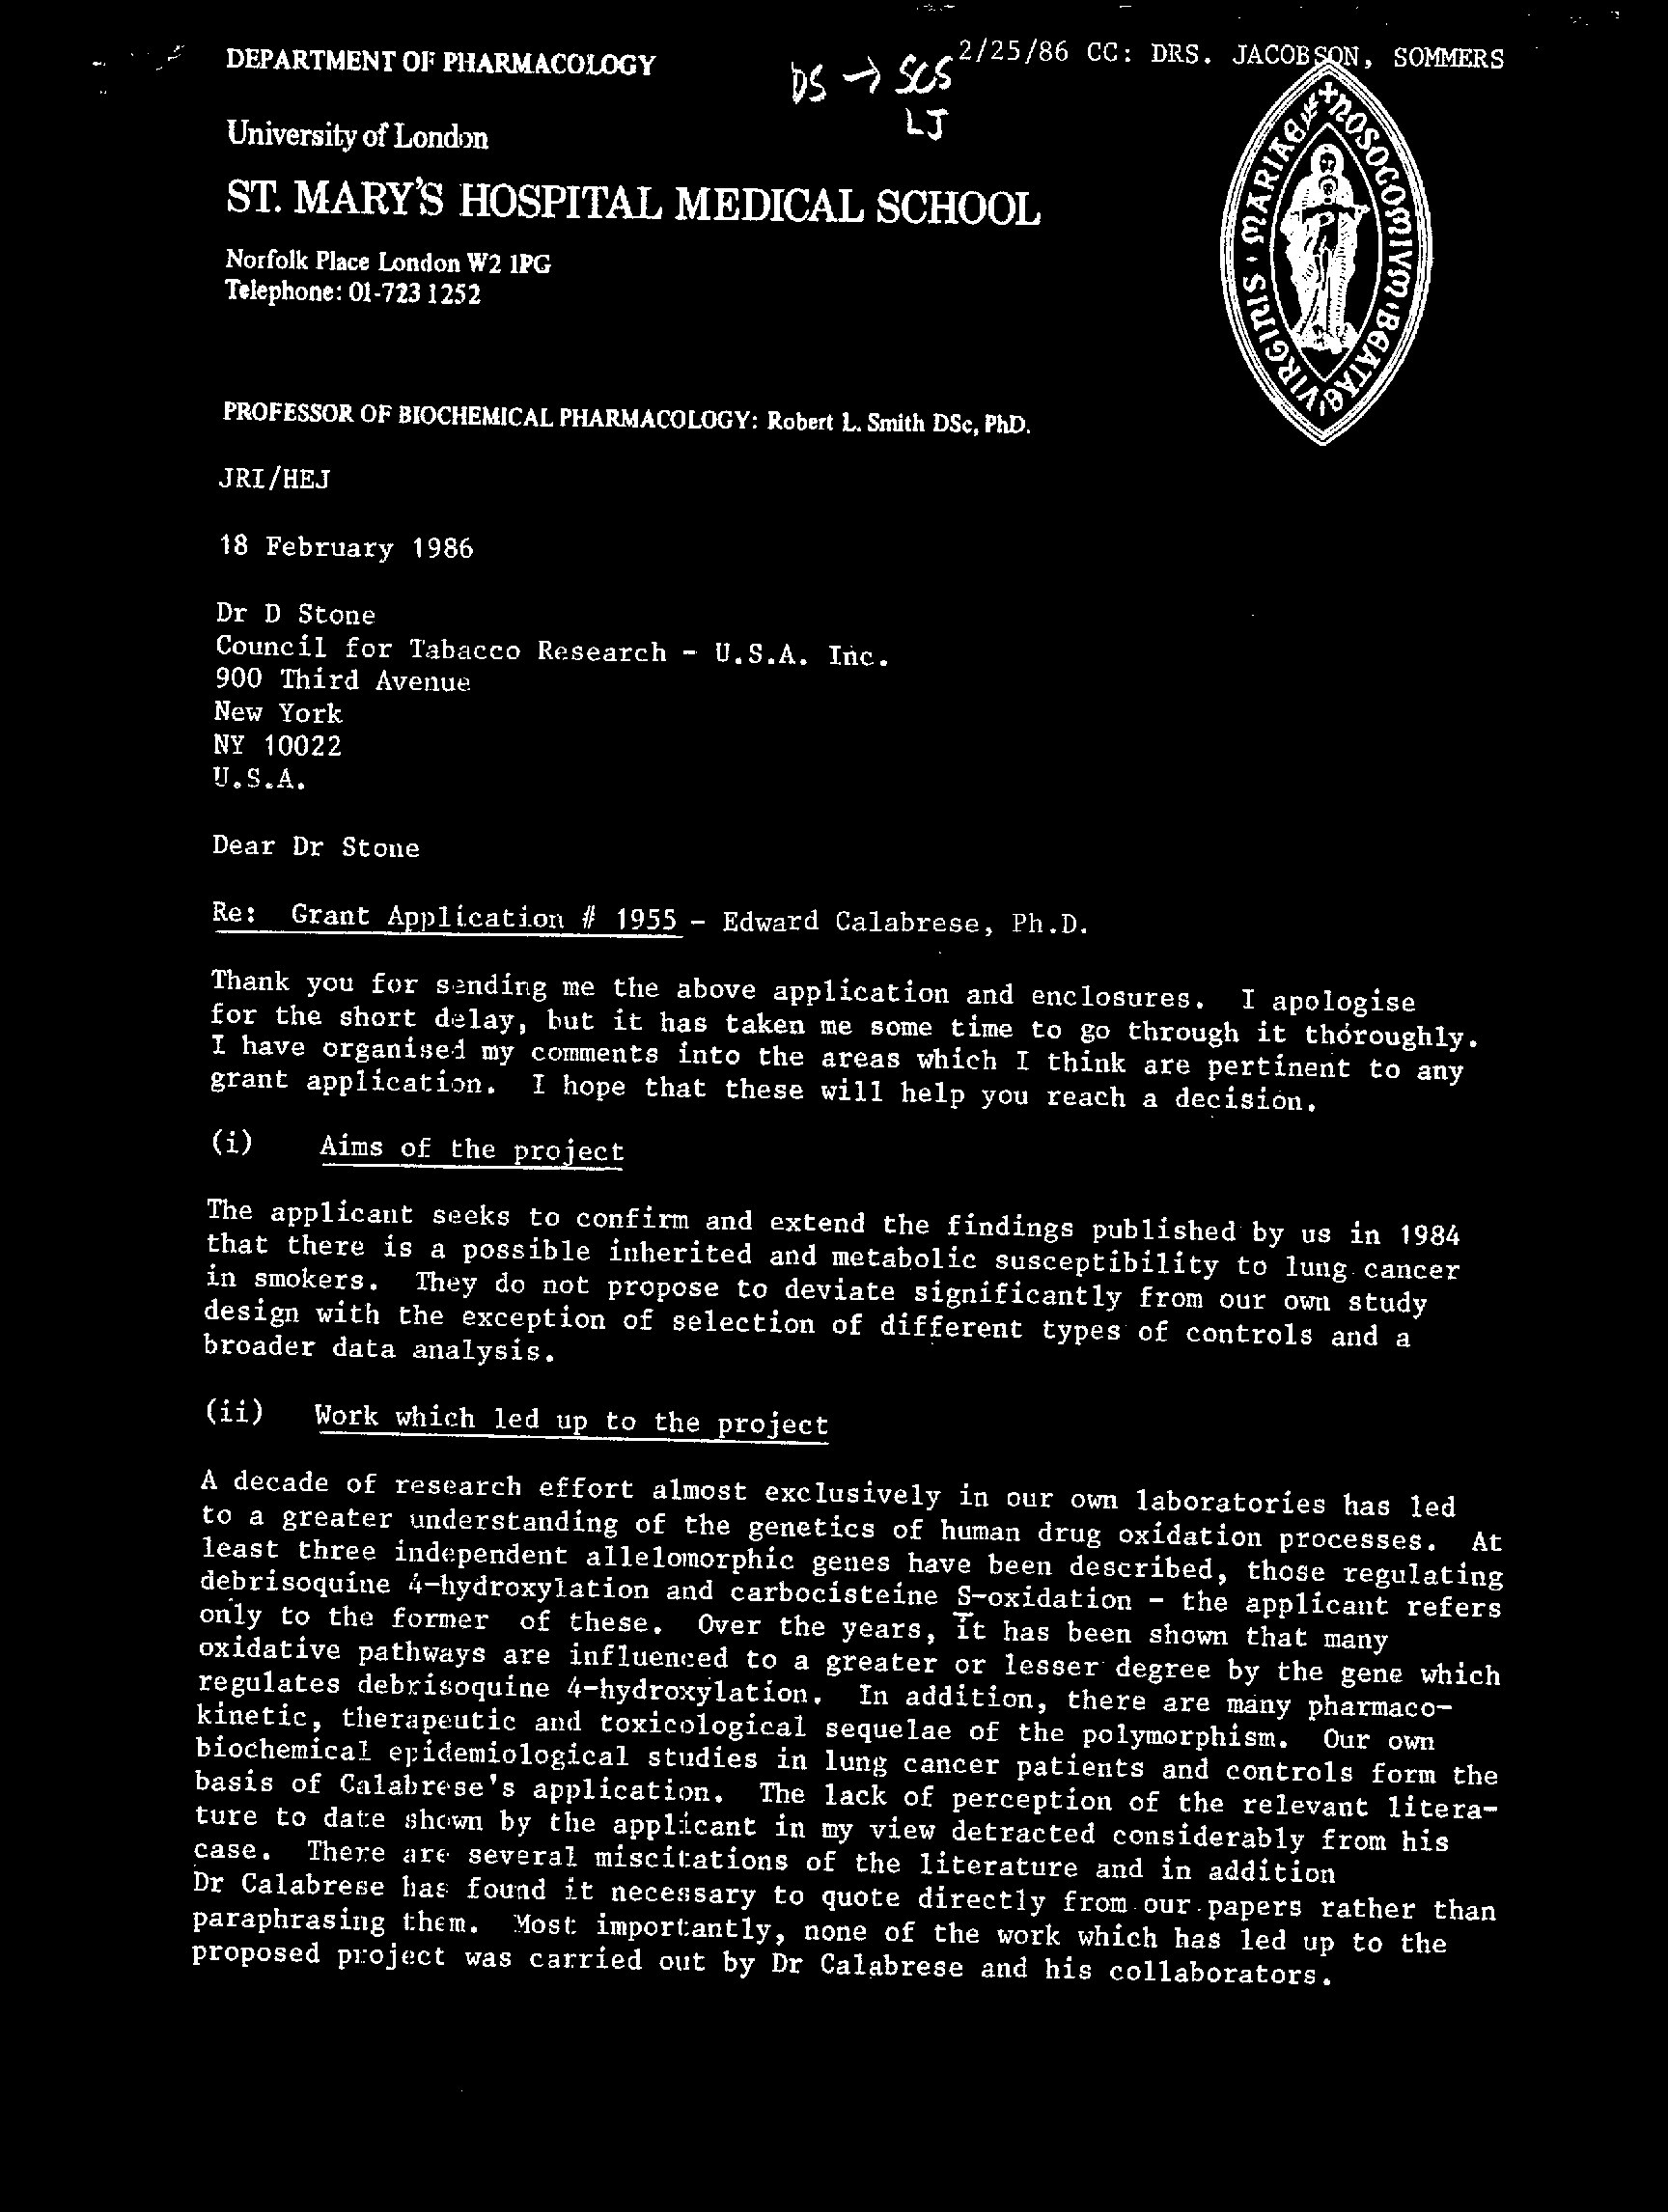 2/25/86 CC: DRS. JACOBSON, SOMMERS
DEPARTMENT OF PHARMACOLOGY
DS → SCS
LJ
University of London
ST. MARY'S HOSPITAL MEDICAL SCHOOL
Norfolk Place London W2 1PG
Telephone: 01-723 1252
NOSOCOMIVM · BEATAE VIRGINIS · MARIAE
PROFESSOR OF BIOCHEMICAL PHARMACOLOGY: Robert L. Smith DSc, PhD.
JRI/HEJ
18 February 1986
Dr D Stone
Council for Tabacco Research - U.S.A. Inc.
900 Third Avenue
New York
NY 10022
U.S.A.
Dear Dr Stone
Re: Grant Application # 1955 - Edward Calabrese, Ph.D.
Thank you for sending me the above application and enclosures. I apologise
for the short delay, but it has taken me some time to go through it thoroughly.
I have organised my comments into the areas which I think are pertinent to any
grant application. I hope that these will help you reach a decision.
(i) Aims of the project
The applicant seeks to confirm and extend the findings published by us in 1984
that there is a possible inherited and metabolic susceptibility to lung cancer
in smokers. They do not propose to deviate significantly from our own study
design with the exception of selection of different types of controls and a
broader data analysis.
(ii) Work which led up to the project
A decade of research effort almost exclusively in our own laboratories has led
to a greater understanding of the genetics of human drug oxidation processes. At
least three independent allelomorphic genes have been described, those regulating
debrisoquine 4-hydroxylation and carbocisteine S-oxidation - the applicant refers
only to the former of these. Over the years, it has been shown that many
oxidative pathways are influenced to a greater or lesser degree by the gene which
regulates debrisoquine 4-hydroxylation. In addition, there are many pharmaco-
kinetic, therapeutic and toxicological sequelae of the polymorphism. Our own
biochemical epidemiological studies in lung cancer patients and controls form the
basis of Calabrese's application. The lack of perception of the relevant litera-
ture to date shown by the applicant in my view detracted considerably from his
case. There are several miscitations of the literature and in addition
Dr Calabrese has found it necessary to quote directly from our papers rather than
paraphrasing them. Most importantly, none of the work which has led up to the
proposed project was carried out by Dr Calabrese and his collaborators.